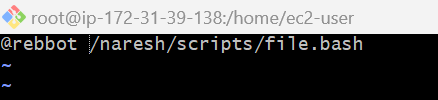 root@ip-172-31-39-138:/home/ec2-user
@rebbot /naresh/scripts/file.bash
~
~